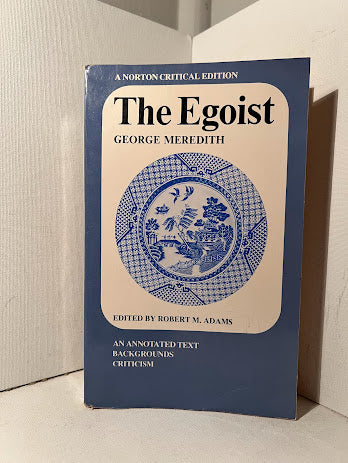 A NORTON CRITICAL EDITION
The Egoist
GEORGE MEREDITH
EDITED BY ROBERT M. ADAMS
AN ANNOTATED TEXT
BACKGROUNDS
CRITICISM